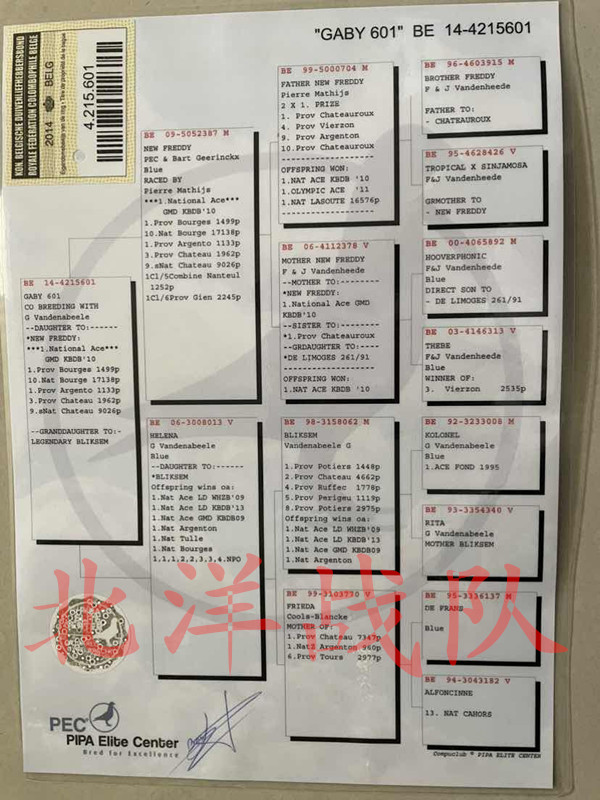 "GABY 601" BE 14-4215601
KON. BELGISCHE DUIVENLIEFHEBBERSBOND
ROYALE FEDERATION COLOMBOPHILE BELGE
2014 BELG
4.215.601
BE 14-4215601
GABY 601
CO BREEDING WITH
G Vandenabeele
--DAUGHTER TO:------
*NEW FREDDY:
***1.National Ace***
GMD KBDB'10
1.Prov Bourges 1499p
10.Nat Bourge 17138p
1.Prov Argento 1133p
3.Prov Chateau 1962p
9.sNat Chateau 9026p
--GRANDDAUGHTER TO:-
LEGENDARY BLIKSEM
BE 09-5052387 M
NEW FREDDY
PEC & Bart Geerinckx
Blue
RACED BY
Pierre Mathijs
***1.National Ace***
GMD KBDB'10
1.Prov Bourges 1499p
10.Nat Bourge 17138p
1.Prov Argento 1133p
3.Prov Chateau 1962p
9.sNat Chateau 9026p
1Cl/5Combine Nanteul
1252p
1Cl/6Prov Gien 2245p
BE 06-3008013 V
HELENA
G Vandenabeele
Blue
--DAUGHTER TO:------
*BLIKSEM
Offspring wins oa:
1.Nat Ace LD WHZB'09
1.Nat Ace LD KBDB'13
1.Nat Ace GMD KBDB09
1.Nat Argenton
1.Nat Tulle
1.Nat Bourges
1,1,1,2,2,3,3,4.NPO
BE 99-5000704 M
FATHER NEW FREDDY
Pierre Mathijs
2 X 1. PRIZE
1. Prov Chateauroux
4. Prov Vierzon
9. Prov Argenton
10.Prov Chateauroux
--------------------
OFFSPRING WON:
1.NAT ACE KBDB '10
1.OLYMPIC ACE '11
1.NAT LASOUTE 16576p
--------------------
BE 06-4112378 V
MOTHER NEW FREDDY
F & J Vandenheede
--MOTHER TO:--------
*NEW FREDDY:
1.National Ace GMD
KBDB'10
--SISTER TO:--------
*1.Prov Chateauroux
--GRDAUGHTER TO:----
*DE LIMOGES 261/91
--------------------
OFFSPRING WON:
1.NAT ACE KBDB '10
BE 98-3158062 M
BLIKSEM
Vandenabeele G
1.Prov Potiers 1448p
2.Prov Chateau 4662p
4.Prov Ruffec 1778p
5.Prov Perigeu 1119p
8.Prov Potiers 2975p
Offspring wins oa:
1.Nat Ace LD WHZB'09
1.Nat Ace LD KBDB'13
1.Nat Ace GMD KBDB09
1.Nat Argenton
BE 99-3103770 V
FRIEDA
Cools-Blancke
MOTHER OF:
1.Prov Chateau 7347p
1.NatZ Argenton 960p
6.Prov Tours 2977p
BE 96-4603915 M
BROTHER FREDDY
F & J Vandenheede
FATHER TO:
- CHATEAUROUX
BE 95-4628426 V
TROPICAL X SINJAMOSA
F&J Vandenheede
GRMOTHER TO
- NEW FREDDY
BE 00-4065892 M
HOOVERPHONIC
F&J Vandenheede
Blue
DIRECT SON TO
- DE LIMOGES 261/91
BE 03-4146313 V
THEBE
F&J Vandenheede
Blue
WINNER OF:
3. Vierzon 2535p
BE 92-3233008 M
KOLONEL
G Vandenabeele
Blue
1.ACE FOND 1995
BE 93-3354340 V
RITA
G Vandenabeele
MOTHER BLIKSEM
BE 95-3336137 M
DE FRANS
Blue
BE 94-3043182 V
ALFONCINNE
13. NAT CAHORS
北洋战队
PEC
PIPA Elite Center
Bred for Excellence
Compuclub © PIPA ELITE CENTER